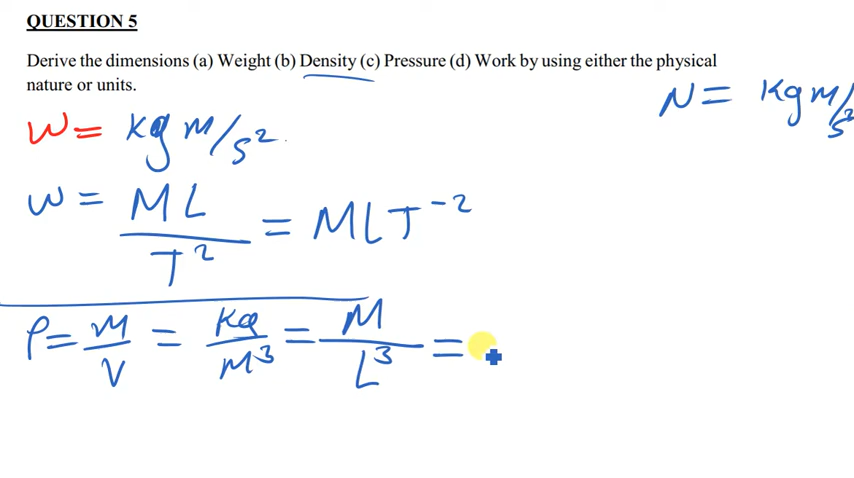 QUESTION 5
Derive the dimensions (a) Weight (b) Density (c) Pressure (d) Work by using either the physical
nature or units.
N = Kg m/s²
W = kg m/s²
W = ML/T² = MLT⁻²
ρ = m/V = kg/m³ = M/L³ =